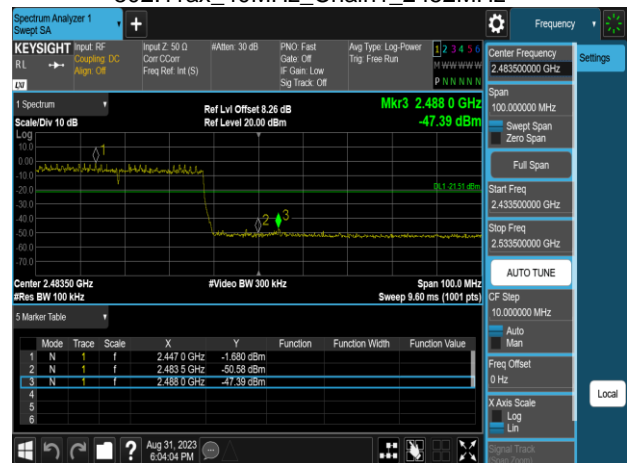 Spectrum Analyzer 1
Swept SA
+
Frequency
KEYSIGHT
RL
LXI
Input: RF
Coupling: DC
Align: Off
Input Z: 50 Ω
Corr CCorr
Freq Ref: Int (S)
#Atten: 30 dB
PNO: Fast
Gate: Off
IF Gain: Low
Sig Track: Off
Avg Type: Log-Power
Trig: Free Run
1 2 3 4 5 6
M W W W W W
P N N N N N
1 Spectrum
Scale/Div 10 dB
Ref Lvl Offset 8.26 dB
Ref Level 20.00 dBm
Mkr3 2.488 0 GHz
-47.39 dBm
Log
10.0
0.00
-10.0
-20.0
-30.0
-40.0
-50.0
-60.0
-70.0
1
2
3
DL1 -21.51 dBm
Center 2.48350 GHz
#Res BW 100 kHz
#Video BW 300 kHz
Span 100.0 MHz
Sweep 9.60 ms (1001 pts)
5 Marker Table
Mode Trace Scale X Y Function Function Width Function Value
1 N 1 f 2.447 0 GHz -1.680 dBm
2 N 1 f 2.483 5 GHz -50.58 dBm
3 N 1 f 2.488 0 GHz -47.39 dBm
4
5
6
Aug 31, 2023
6:04:04 PM
?
Center Frequency
2.483500000 GHz
Settings
Span
100.000000 MHz
Swept Span
Zero Span
Full Span
Start Freq
2.433500000 GHz
Stop Freq
2.533500000 GHz
AUTO TUNE
CF Step
10.000000 MHz
Auto
Man
Freq Offset
0 Hz
X Axis Scale
Log
Lin
Local
Signal Track
(Span Zoom)